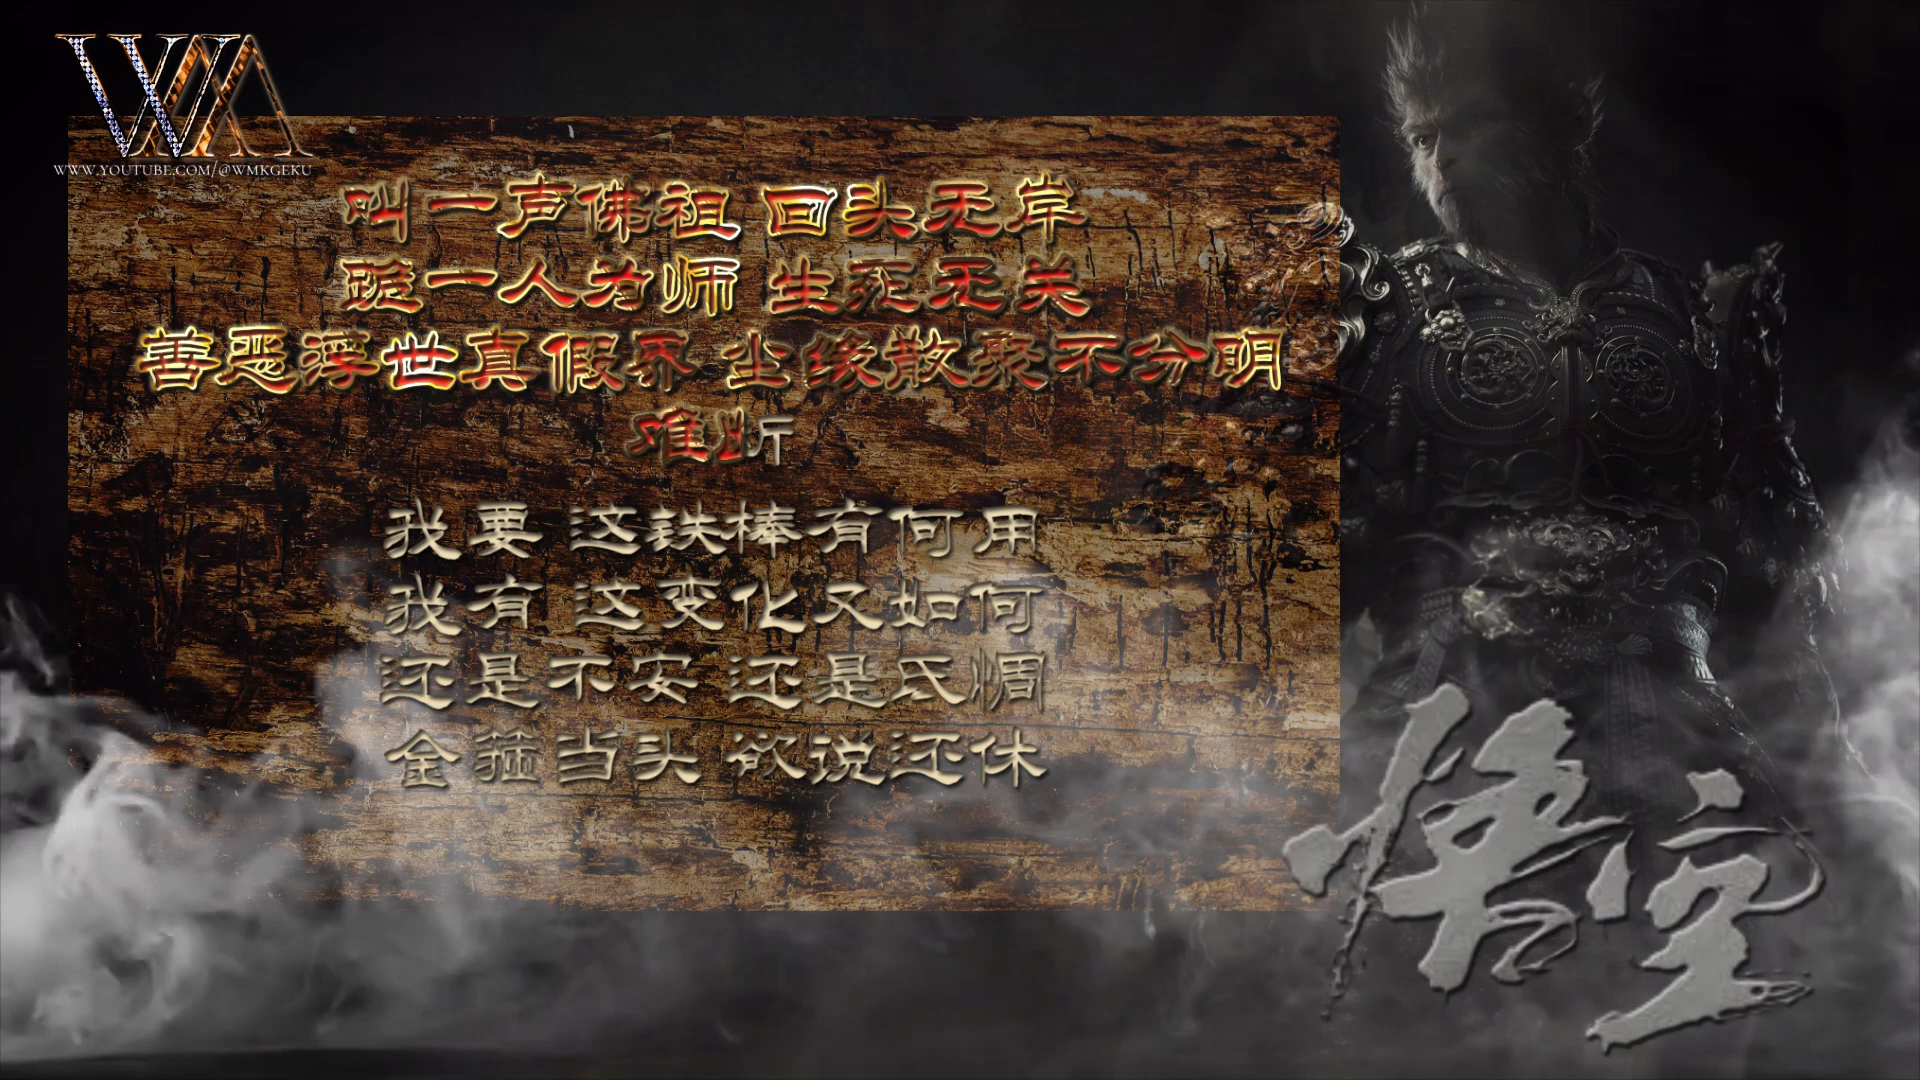 WM
WWW.YOUTUBE.COM/@WMKGEKU
叫一声佛祖 回头无岸
跪一人为师 生死无关
善恶浮世真假界 尘缘散聚不分明
难断
我要 这铁棒有何用
我有 这变化又如何
还是不安 还是氐惆
金箍当头 欲说还休
悟空